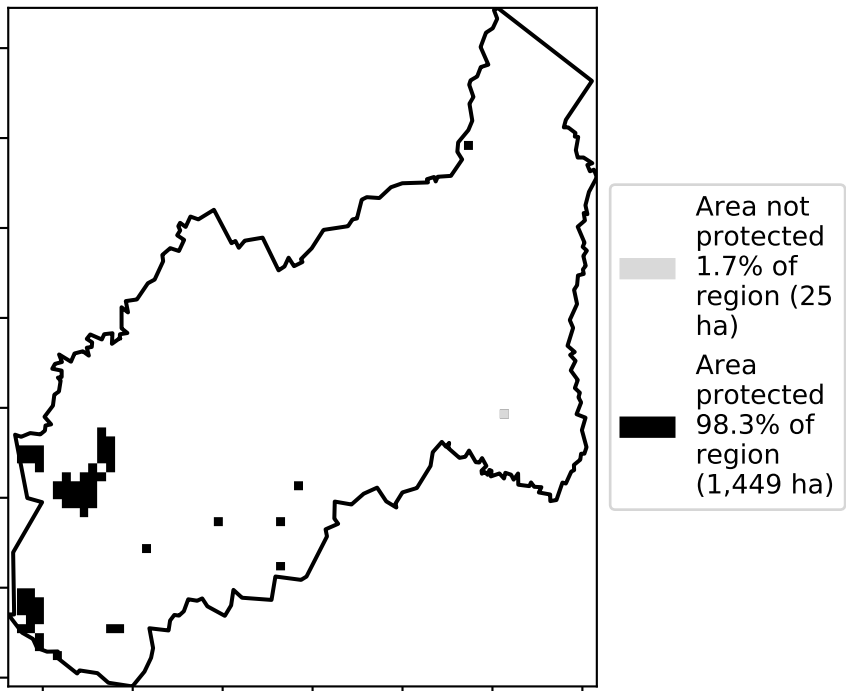 Area not
protected
1.7% of
region (25
ha)
Area
protected
98.3% of
region
(1,449 ha)